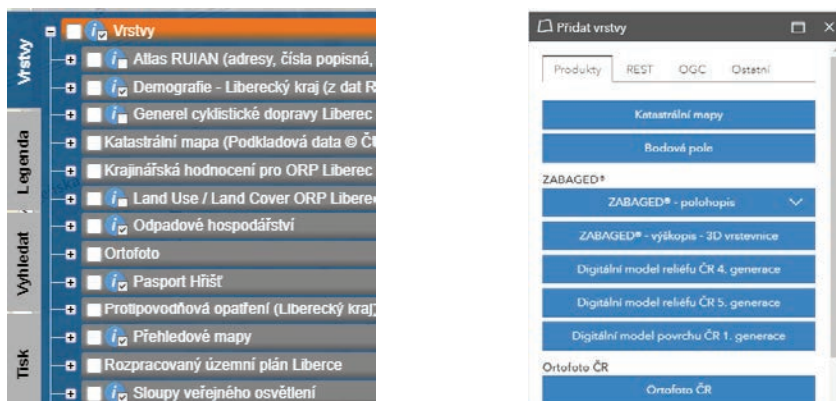 Vrstvy
Legenda
Vyhledat
Tisk
Vrstvy
Atlas RUIAN (adresy, čísla popisná,
Demografie - Liberecký kraj (z dat R
Generel cyklistické dopravy Liberec
Katastrální mapa (Podkladová data © ČÚ
Krajinářská hodnocení pro ORP Liberec
Land Use / Land Cover ORP Libere
Odpadové hospodářství
Ortofoto
Pasport Hřišť
Protipovodňová opatření (Liberecký kraj)
Přehledové mapy
Rozpracovaný územní plán Liberce
Sloupy veřejného osvětlení
Přidat vrstvy
Produkty REST OGC Ostatní
Katastrální mapy
Bodová pole
ZABAGED®
ZABAGED® - polohopis
ZABAGED® - výškopis - 3D vrstevnice
Digitální model reliéfu ČR 4. generace
Digitální model reliéfu ČR 5. generace
Digitální model povrchu ČR 1. generace
Ortofoto ČR
Ortofoto ČR